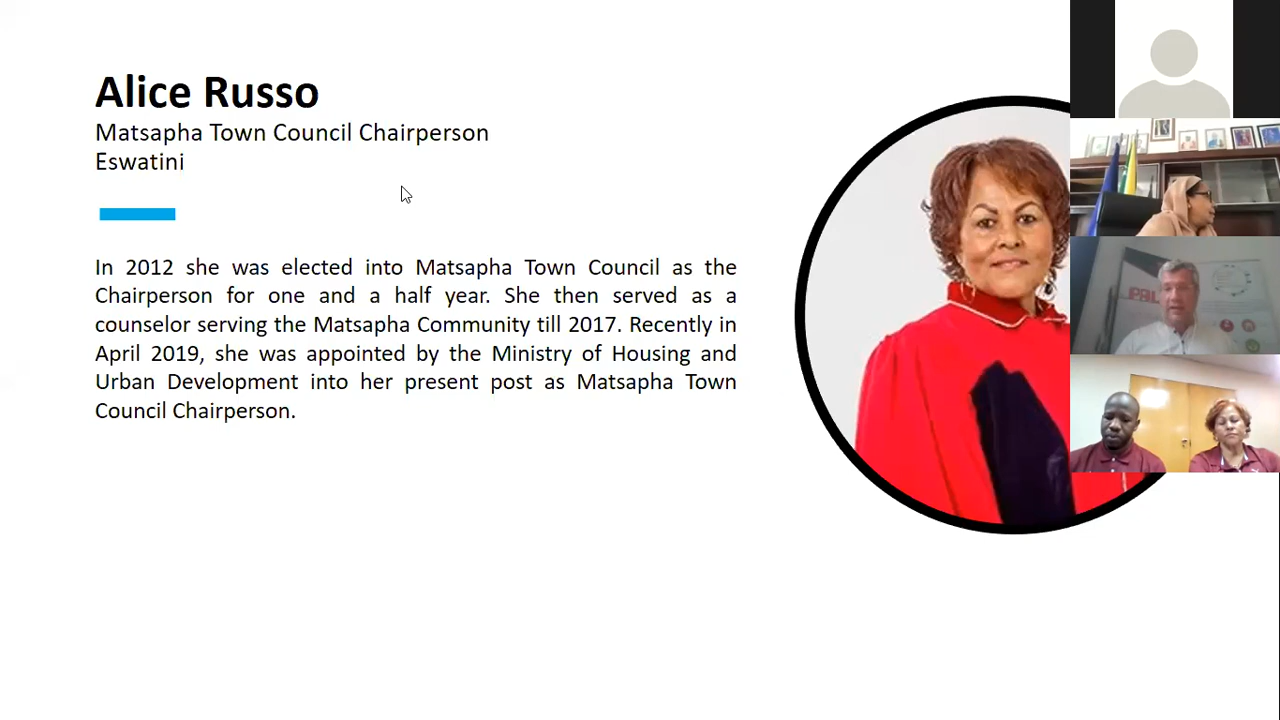 Alice Russo
Matsapha Town Council Chairperson
Eswatini
In 2012 she was elected into Matsapha Town Council as the
Chairperson for one and a half year. She then served as a
counselor serving the Matsapha Community till 2017. Recently in
April 2019, she was appointed by the Ministry of Housing and
Urban Development into her present post as Matsapha Town
Council Chairperson.